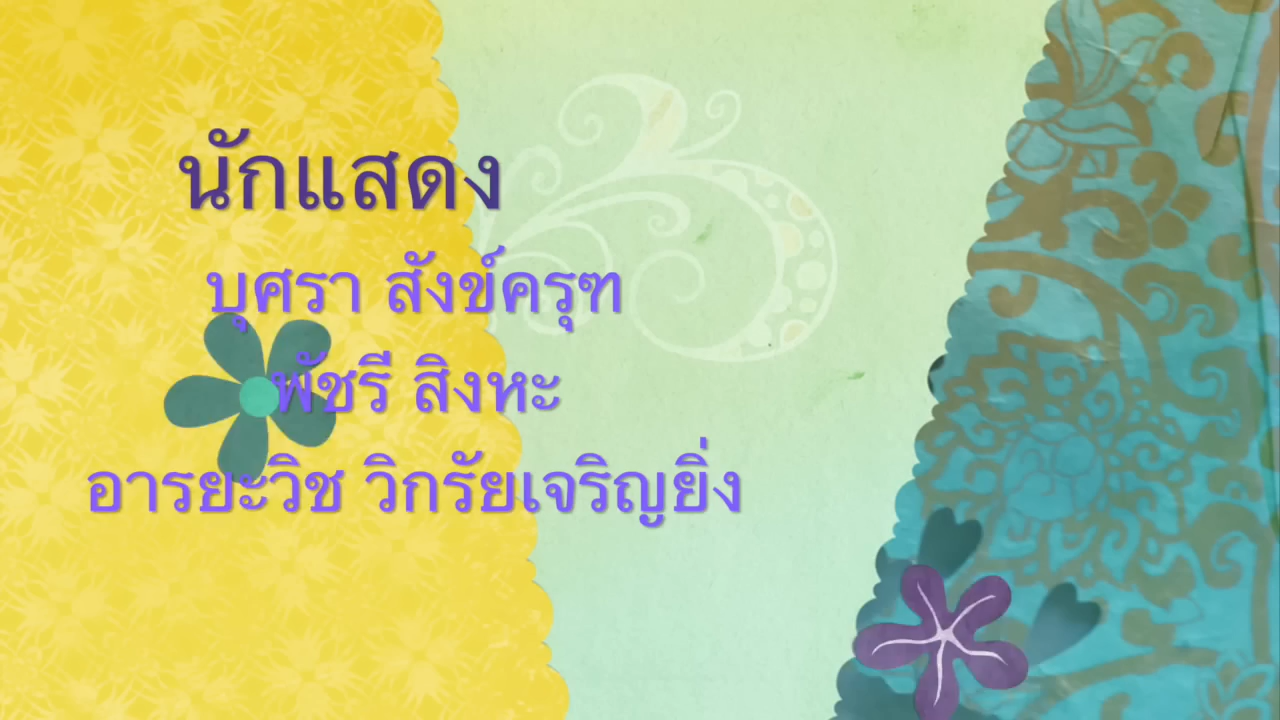 นักแสดง
บุศรา สังข์ครุฑ
พัชรี สิงหะ
อารยะวิช วิกรัยเจริญยิ่ง